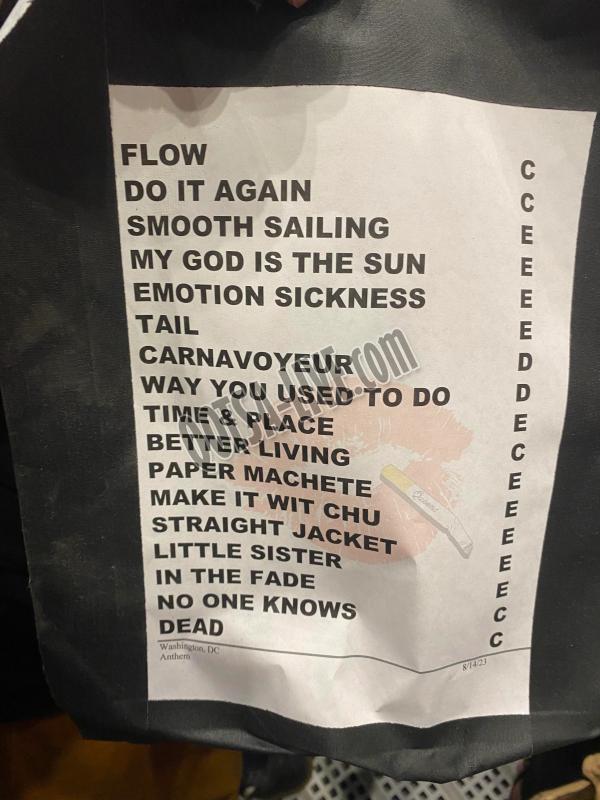 FLOW C
DO IT AGAIN C
SMOOTH SAILING E
MY GOD IS THE SUN E
EMOTION SICKNESS E
TAIL E
CARNAVOYEUR D
WAY YOU USED TO DO D
TIME & PLACE E
BETTER LIVING C
PAPER MACHETE E
MAKE IT WIT CHU E
STRAIGHT JACKET E
LITTLE SISTER E
IN THE FADE E
NO ONE KNOWS C
DEAD C
Washington, DC
Anthem 8/14/23